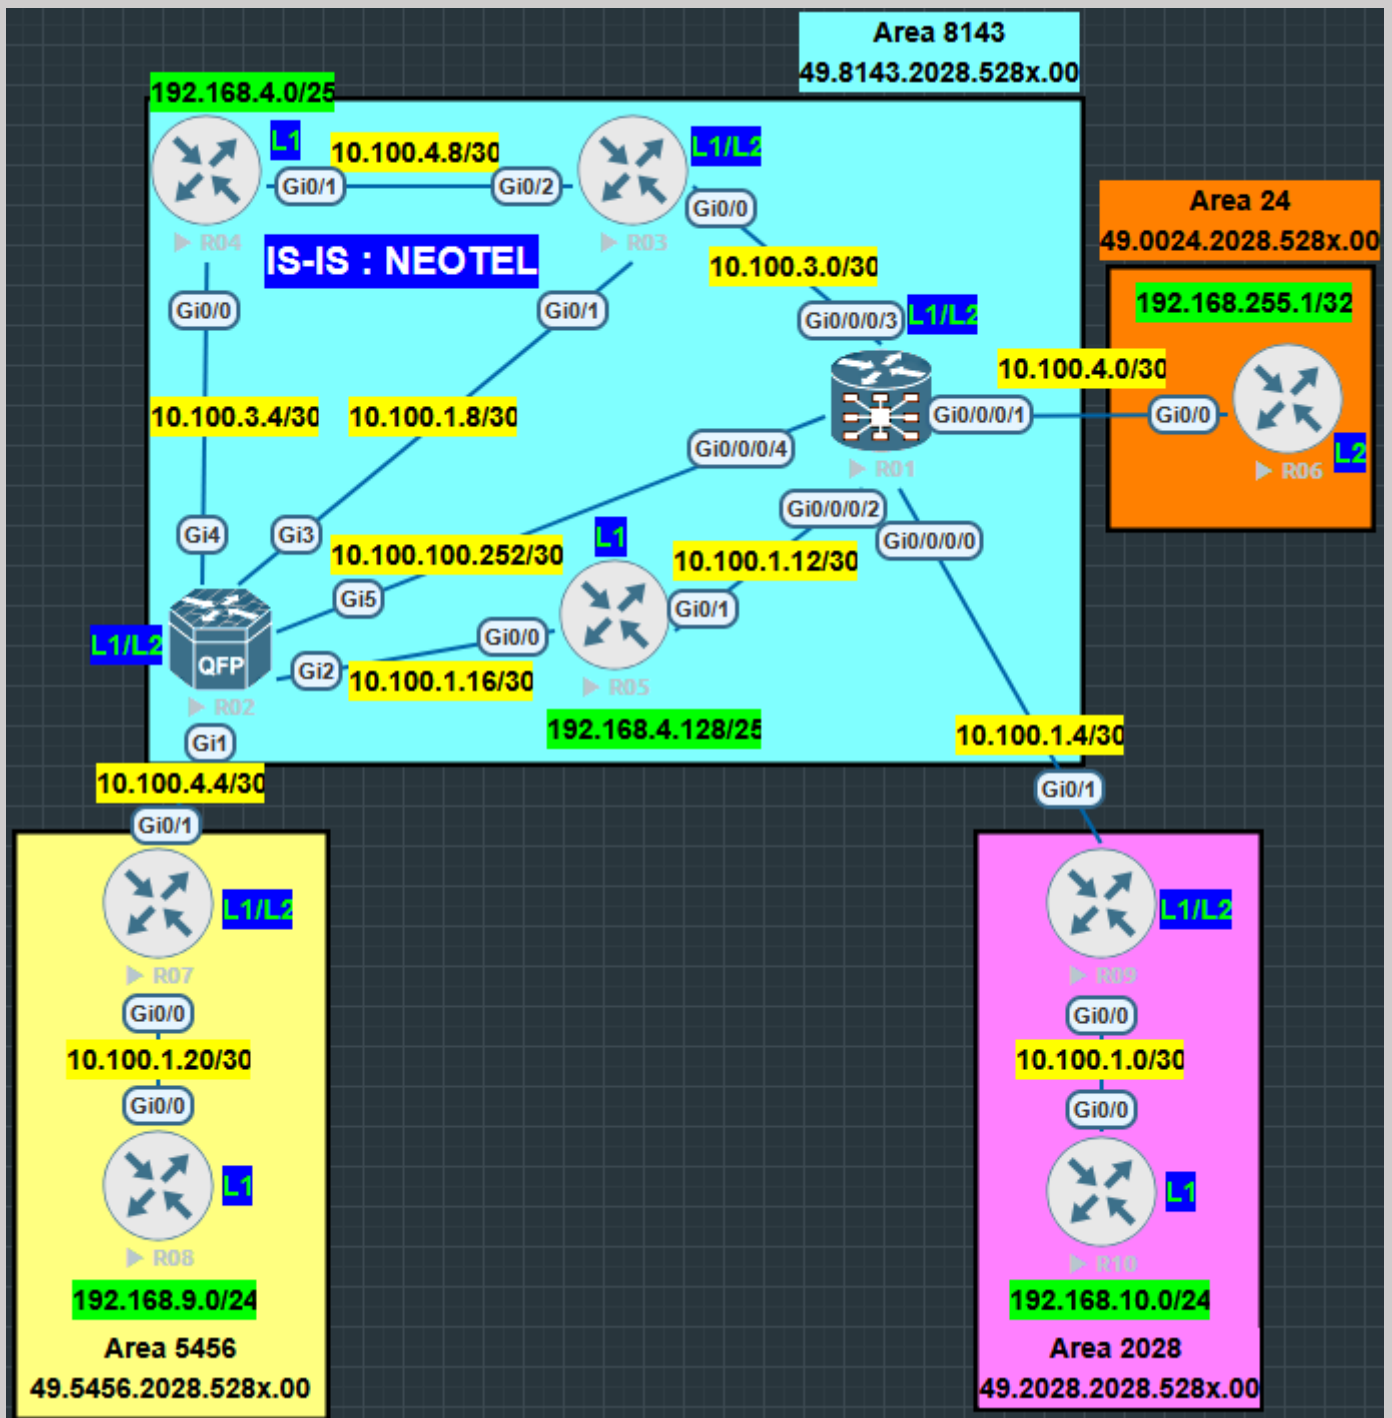 Area 8143
49.8143.2028.528x.00
192.168.4.0/25
L1
10.100.4.8/30
L1/L2
Gi0/1
Gi0/2
Gi0/0
R04
R03
IS-IS : NEOTEL
Area 24
49.0024.2028.528x.00
10.100.3.0/30
192.168.255.1/32
Gi0/0
Gi0/1
Gi0/0/0/3
L1/L2
10.100.4.0/30
10.100.3.4/30
10.100.1.8/30
Gi0/0/0/1
Gi0/0
Gi0/0/0/4
L2
R01
R06
Gi0/0/0/2
Gi4
Gi3
L1
Gi0/0/0/0
10.100.100.252/30
10.100.1.12/30
Gi5
Gi0/1
L1/L2
QFP
Gi0/0
Gi2
10.100.1.16/30
R05
R02
192.168.4.128/25
10.100.1.4/30
Gi1
10.100.4.4/30
Gi0/1
Gi0/1
L1/L2
L1/L2
R07
R09
Gi0/0
Gi0/0
10.100.1.20/30
10.100.1.0/30
Gi0/0
Gi0/0
L1
L1
R08
R10
192.168.9.0/24
192.168.10.0/24
Area 5456
Area 2028
49.5456.2028.528x.00
49.2028.2028.528x.00